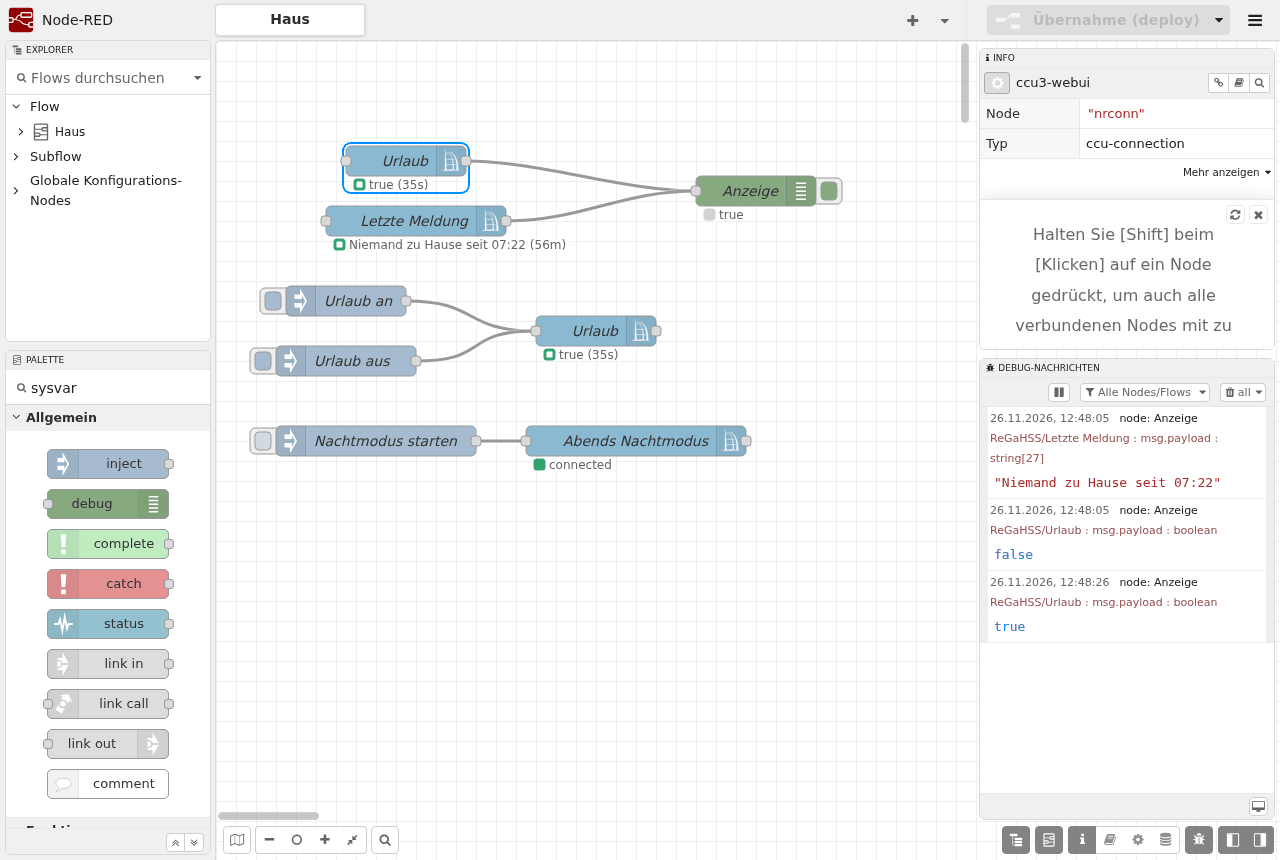 Node-RED
Haus
Übernahme (deploy)
EXPLORER
Flows durchsuchen
Flow
Haus
Subflow
Globale Konfigurations-
Nodes
PALETTE
sysvar
Allgemein
inject
debug
complete
catch
status
link in
link call
link out
comment
Urlaub
true (35s)
Letzte Meldung
Niemand zu Hause seit 07:22 (56m)
Anzeige
true
Urlaub an
Urlaub aus
Urlaub
true (35s)
Nachtmodus starten
Abends Nachtmodus
connected
INFO
ccu3-webui
Node "nrconn"
Typ ccu-connection
Mehr anzeigen
Halten Sie [Shift] beim
[Klicken] auf ein Node
gedrückt, um auch alle
verbundenen Nodes mit zu
DEBUG-NACHRICHTEN
Alle Nodes/Flows
all
26.11.2026, 12:48:05 node: Anzeige
ReGaHSS/Letzte Meldung : msg.payload :
string[27]
"Niemand zu Hause seit 07:22"
26.11.2026, 12:48:05 node: Anzeige
ReGaHSS/Urlaub : msg.payload : boolean
false
26.11.2026, 12:48:26 node: Anzeige
ReGaHSS/Urlaub : msg.payload : boolean
true